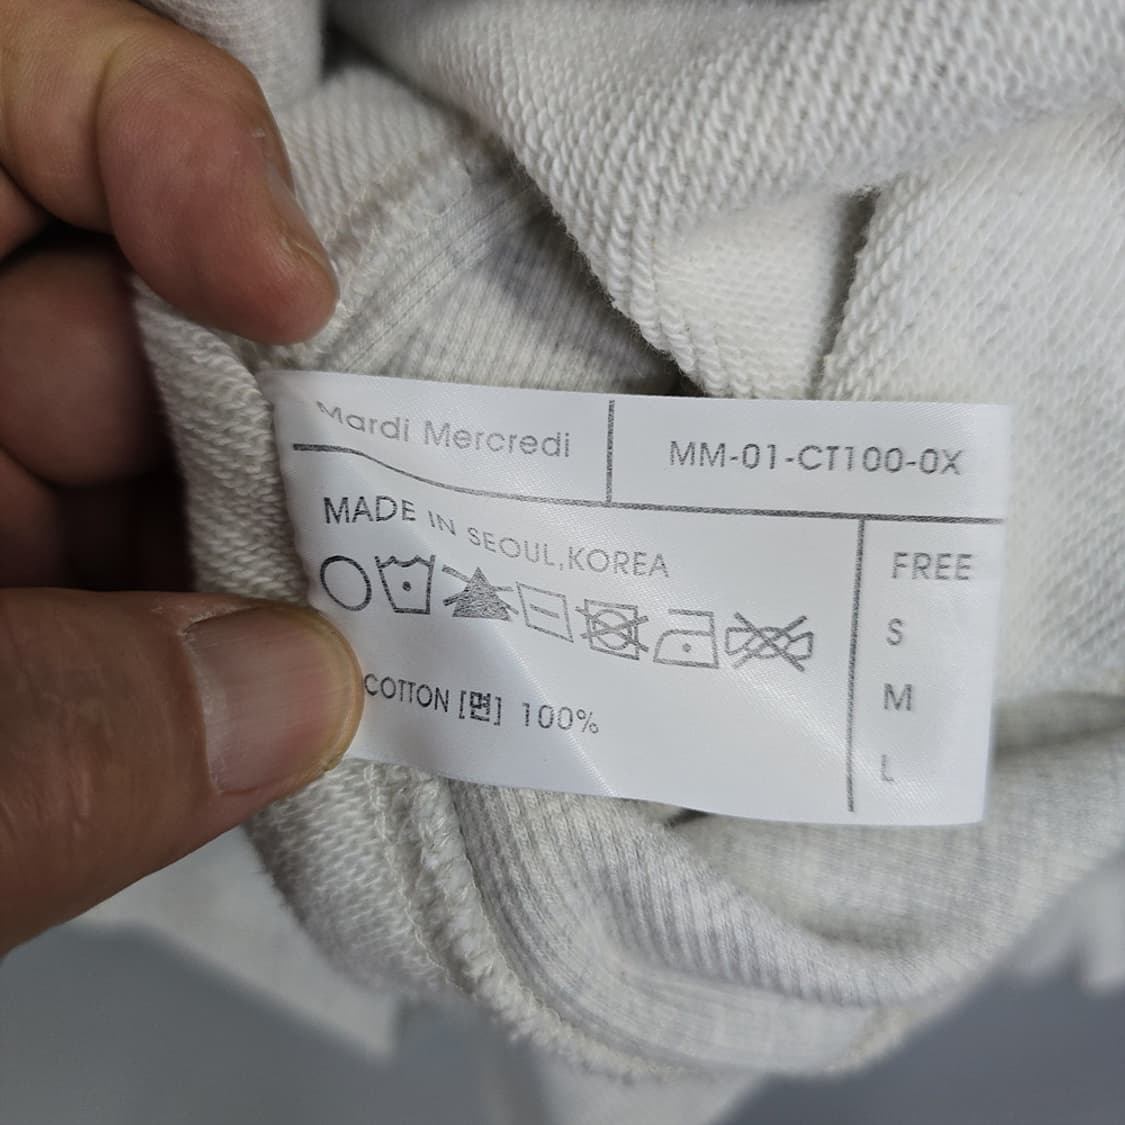 Mardi Mercredi
MM-01-CT100-0X
MADE IN SEOUL,KOREA
COTTON [면] 100%
FREE
S
M
L